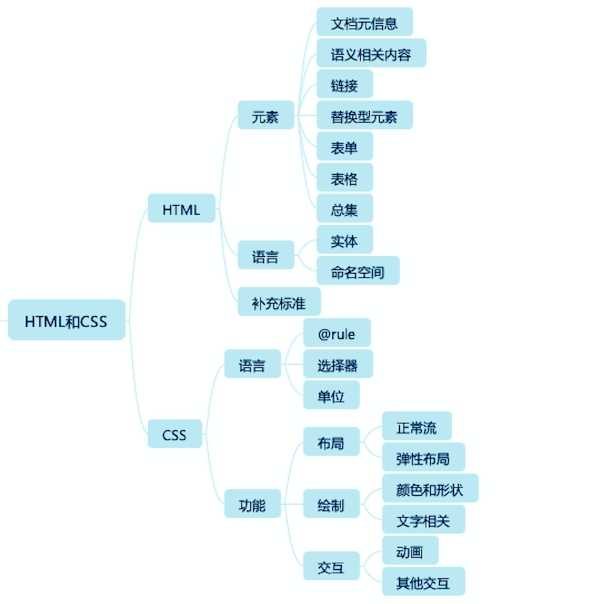 HTML和CSS
HTML
元素
文档元信息
语义相关内容
链接
替换型元素
表单
表格
总集
语言
实体
命名空间
补充标准
CSS
语言
@rule
选择器
单位
功能
布局
正常流
弹性布局
绘制
颜色和形状
文字相关
交互
动画
其他交互